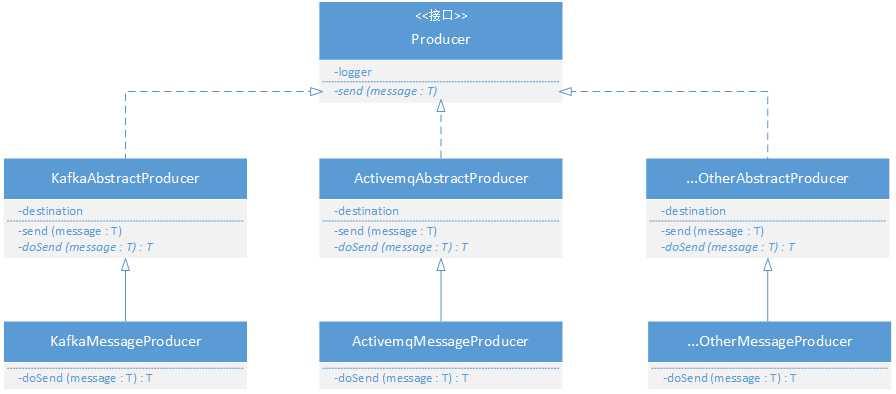 <<接口>>
Producer
-logger
-send (message : T)
KafkaAbstractProducer
-destination
-send (message : T)
-doSend (message : T) : T
ActivemqAbstractProducer
-destination
-send (message : T)
-doSend (message : T) : T
...OtherAbstractProducer
-destination
-send (message : T)
-doSend (message : T) : T
KafkaMessageProducer
-doSend (message : T) : T
ActivemqMessageProducer
-doSend (message : T) : T
...OtherMessageProducer
-doSend (message : T) : T